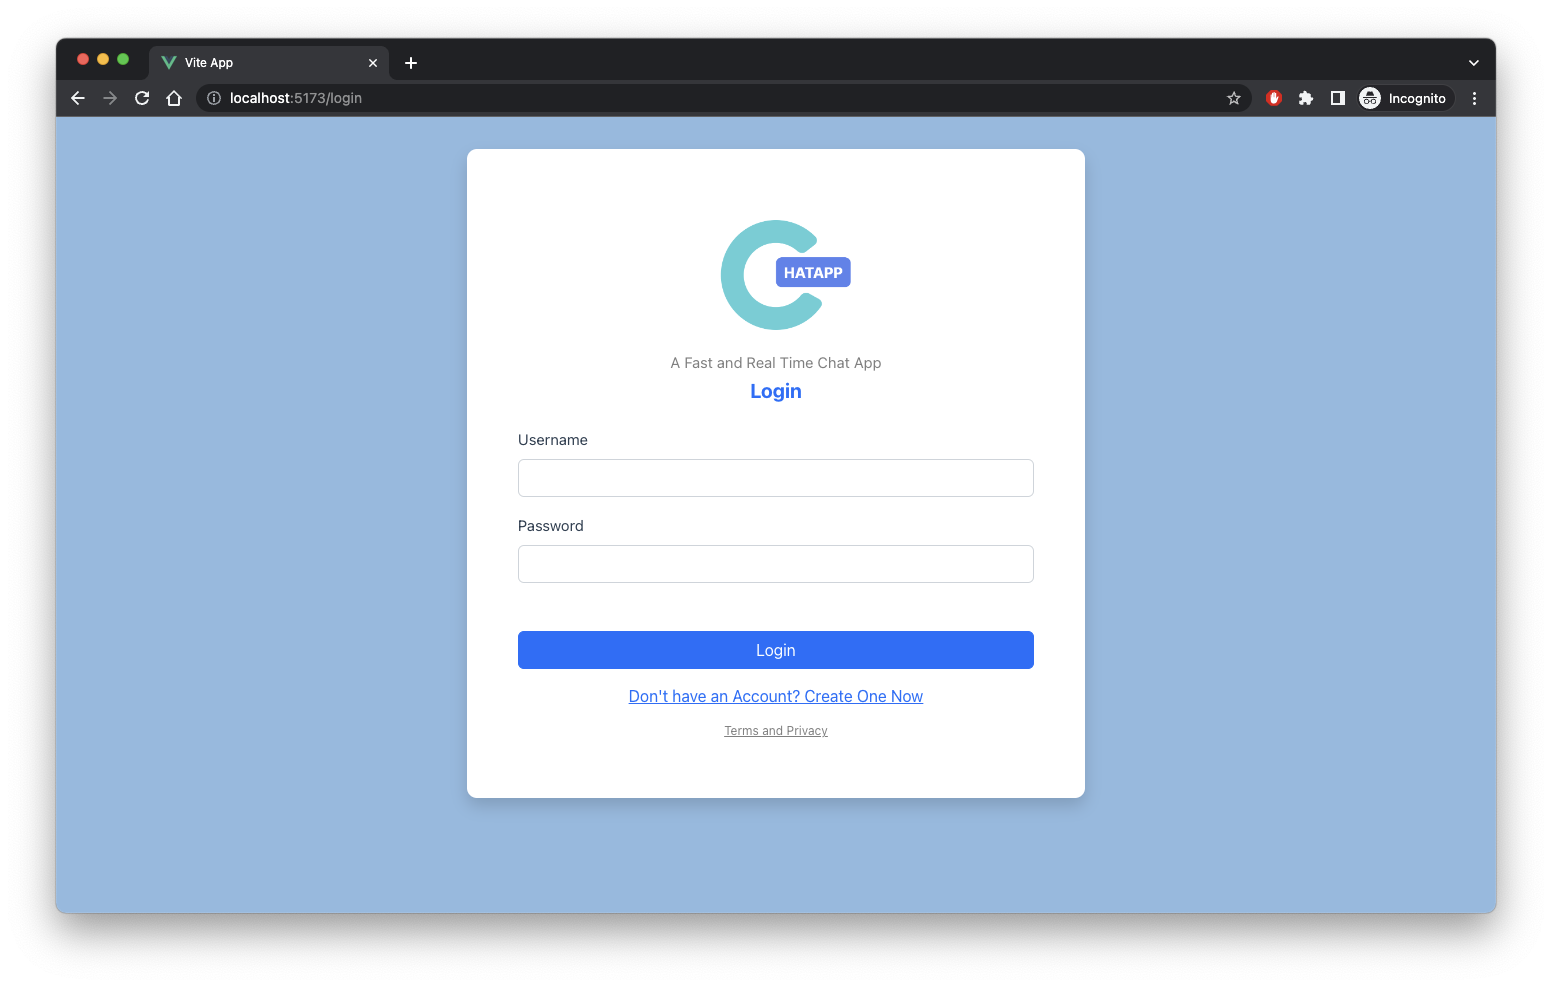 Vite App
localhost:5173/login
Incognito
HATAPP
A Fast and Real Time Chat App
Login
Username
Password
Login
Don't have an Account? Create One Now
Terms and Privacy